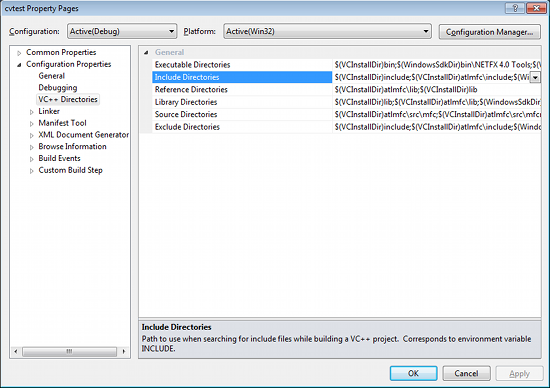 cvtest Property Pages
Configuration: Active(Debug) Platform: Active(Win32) Configuration Manager...
Common Properties
Configuration Properties
General
Debugging
VC++ Directories
Linker
Manifest Tool
XML Document Generator
Browse Information
Build Events
Custom Build Step
General
Executable Directories $(VCInstallDir)bin;$(WindowsSdkDir)bin\NETFX 4.0 Tools;$(
Include Directories $(VCInstallDir)include;$(VCInstallDir)atlmfc\include;$(Wi
Reference Directories $(VCInstallDir)atlmfc\lib;$(VCInstallDir)lib
Library Directories $(VCInstallDir)lib;$(VCInstallDir)atlmfc\lib;$(WindowsSdkDir
Source Directories $(VCInstallDir)atlmfc\src\mfc;$(VCInstallDir)atlmfc\src\mfcm
Exclude Directories $(VCInstallDir)include;$(VCInstallDir)atlmfc\include;$(Windo
Include Directories
Path to use when searching for include files while building a VC++ project.  Corresponds to environment variable
INCLUDE.
OK Cancel Apply